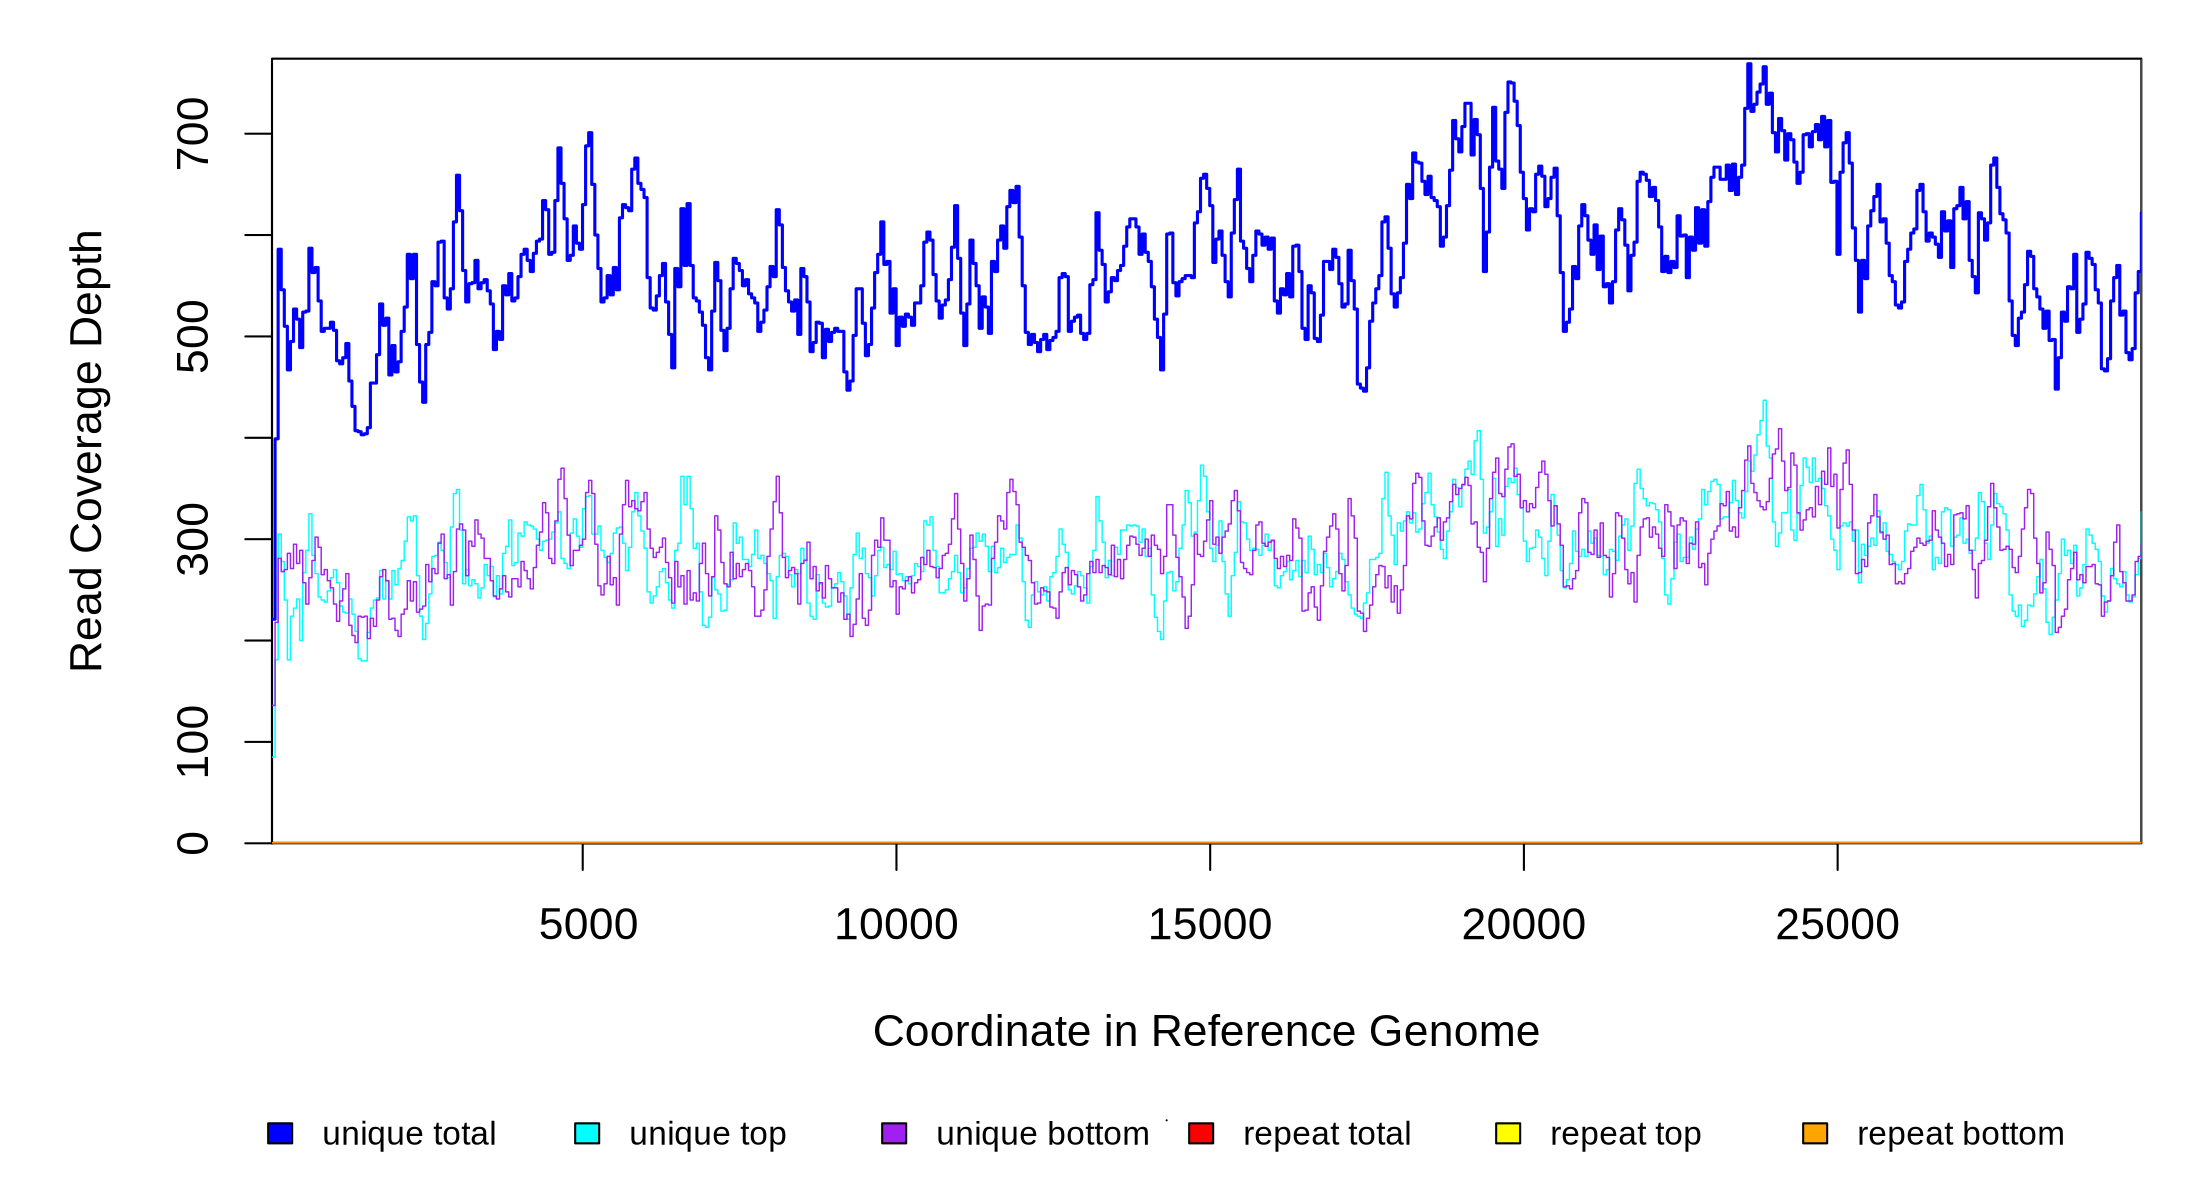 Read Coverage Depth
700
500
300
100
0
5000 10000 15000 20000 25000
Coordinate in Reference Genome
unique total unique top unique bottom repeat total repeat top repeat bottom